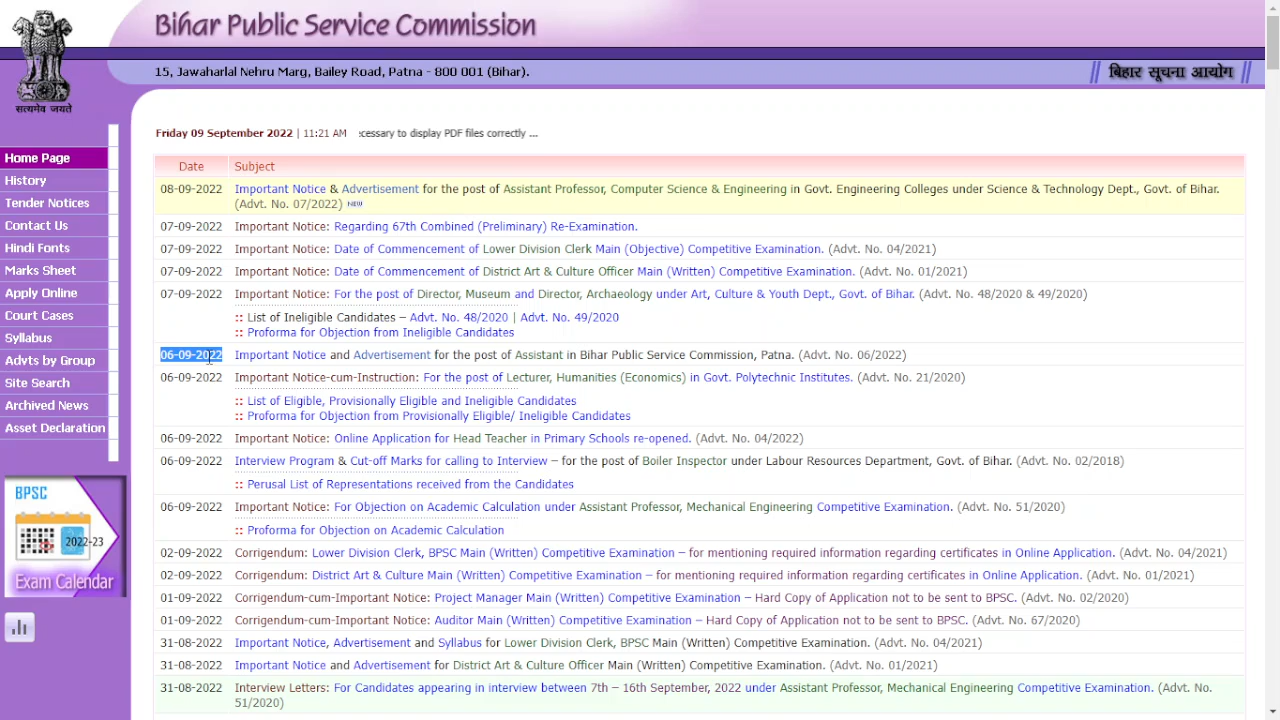 Bihar Public Service Commission
15, Jawaharlal Nehru Marg, Bailey Road, Patna - 800 001 (Bihar).
बिहार सूचना आयोग
सत्यमेव जयते
Friday 09 September 2022 | 11:21 AM cessary to display PDF files correctly ...
Home Page
History
Tender Notices
Contact Us
Hindi Fonts
Marks Sheet
Apply Online
Court Cases
Syllabus
Advts by Group
Site Search
Archived News
Asset Declaration
BPSC
2022-23
Exam Calendar
Date Subject
08-09-2022 Important Notice & Advertisement for the post of Assistant Professor, Computer Science & Engineering in Govt. Engineering Colleges under Science & Technology Dept., Govt. of Bihar.
(Advt. No. 07/2022) NEW
07-09-2022 Important Notice: Regarding 67th Combined (Preliminary) Re-Examination.
07-09-2022 Important Notice: Date of Commencement of Lower Division Clerk Main (Objective) Competitive Examination. (Advt. No. 04/2021)
07-09-2022 Important Notice: Date of Commencement of District Art & Culture Officer Main (Written) Competitive Examination. (Advt. No. 01/2021)
07-09-2022 Important Notice: For the post of Director, Museum and Director, Archaeology under Art, Culture & Youth Dept., Govt. of Bihar. (Advt. No. 48/2020 & 49/2020)
:: List of Ineligible Candidates – Advt. No. 48/2020 | Advt. No. 49/2020
:: Proforma for Objection from Ineligible Candidates
06-09-2022 Important Notice and Advertisement for the post of Assistant in Bihar Public Service Commission, Patna. (Advt. No. 06/2022)
06-09-2022 Important Notice-cum-Instruction: For the post of Lecturer, Humanities (Economics) in Govt. Polytechnic Institutes. (Advt. No. 21/2020)
:: List of Eligible, Provisionally Eligible and Ineligible Candidates
:: Proforma for Objection from Provisionally Eligible/ Ineligible Candidates
06-09-2022 Important Notice: Online Application for Head Teacher in Primary Schools re-opened. (Advt. No. 04/2022)
06-09-2022 Interview Program & Cut-off Marks for calling to Interview – for the post of Boiler Inspector under Labour Resources Department, Govt. of Bihar. (Advt. No. 02/2018)
:: Perusal List of Representations received from the Candidates
06-09-2022 Important Notice: For Objection on Academic Calculation under Assistant Professor, Mechanical Engineering Competitive Examination. (Advt. No. 51/2020)
:: Proforma for Objection on Academic Calculation
02-09-2022 Corrigendum: Lower Division Clerk, BPSC Main (Written) Competitive Examination – for mentioning required information regarding certificates in Online Application. (Advt. No. 04/2021)
02-09-2022 Corrigendum: District Art & Culture Main (Written) Competitive Examination – for mentioning required information regarding certificates in Online Application. (Advt. No. 01/2021)
01-09-2022 Corrigendum-cum-Important Notice: Project Manager Main (Written) Competitive Examination – Hard Copy of Application not to be sent to BPSC. (Advt. No. 02/2020)
01-09-2022 Corrigendum-cum-Important Notice: Auditor Main (Written) Competitive Examination – Hard Copy of Application not to be sent to BPSC. (Advt. No. 67/2020)
31-08-2022 Important Notice, Advertisement and Syllabus for Lower Division Clerk, BPSC Main (Written) Competitive Examination. (Advt. No. 04/2021)
31-08-2022 Important Notice and Advertisement for District Art & Culture Officer Main (Written) Competitive Examination. (Advt. No. 01/2021)
31-08-2022 Interview Letters: For Candidates appearing in interview between 7th – 16th September, 2022 under Assistant Professor, Mechanical Engineering Competitive Examination. (Advt. No.
51/2020)